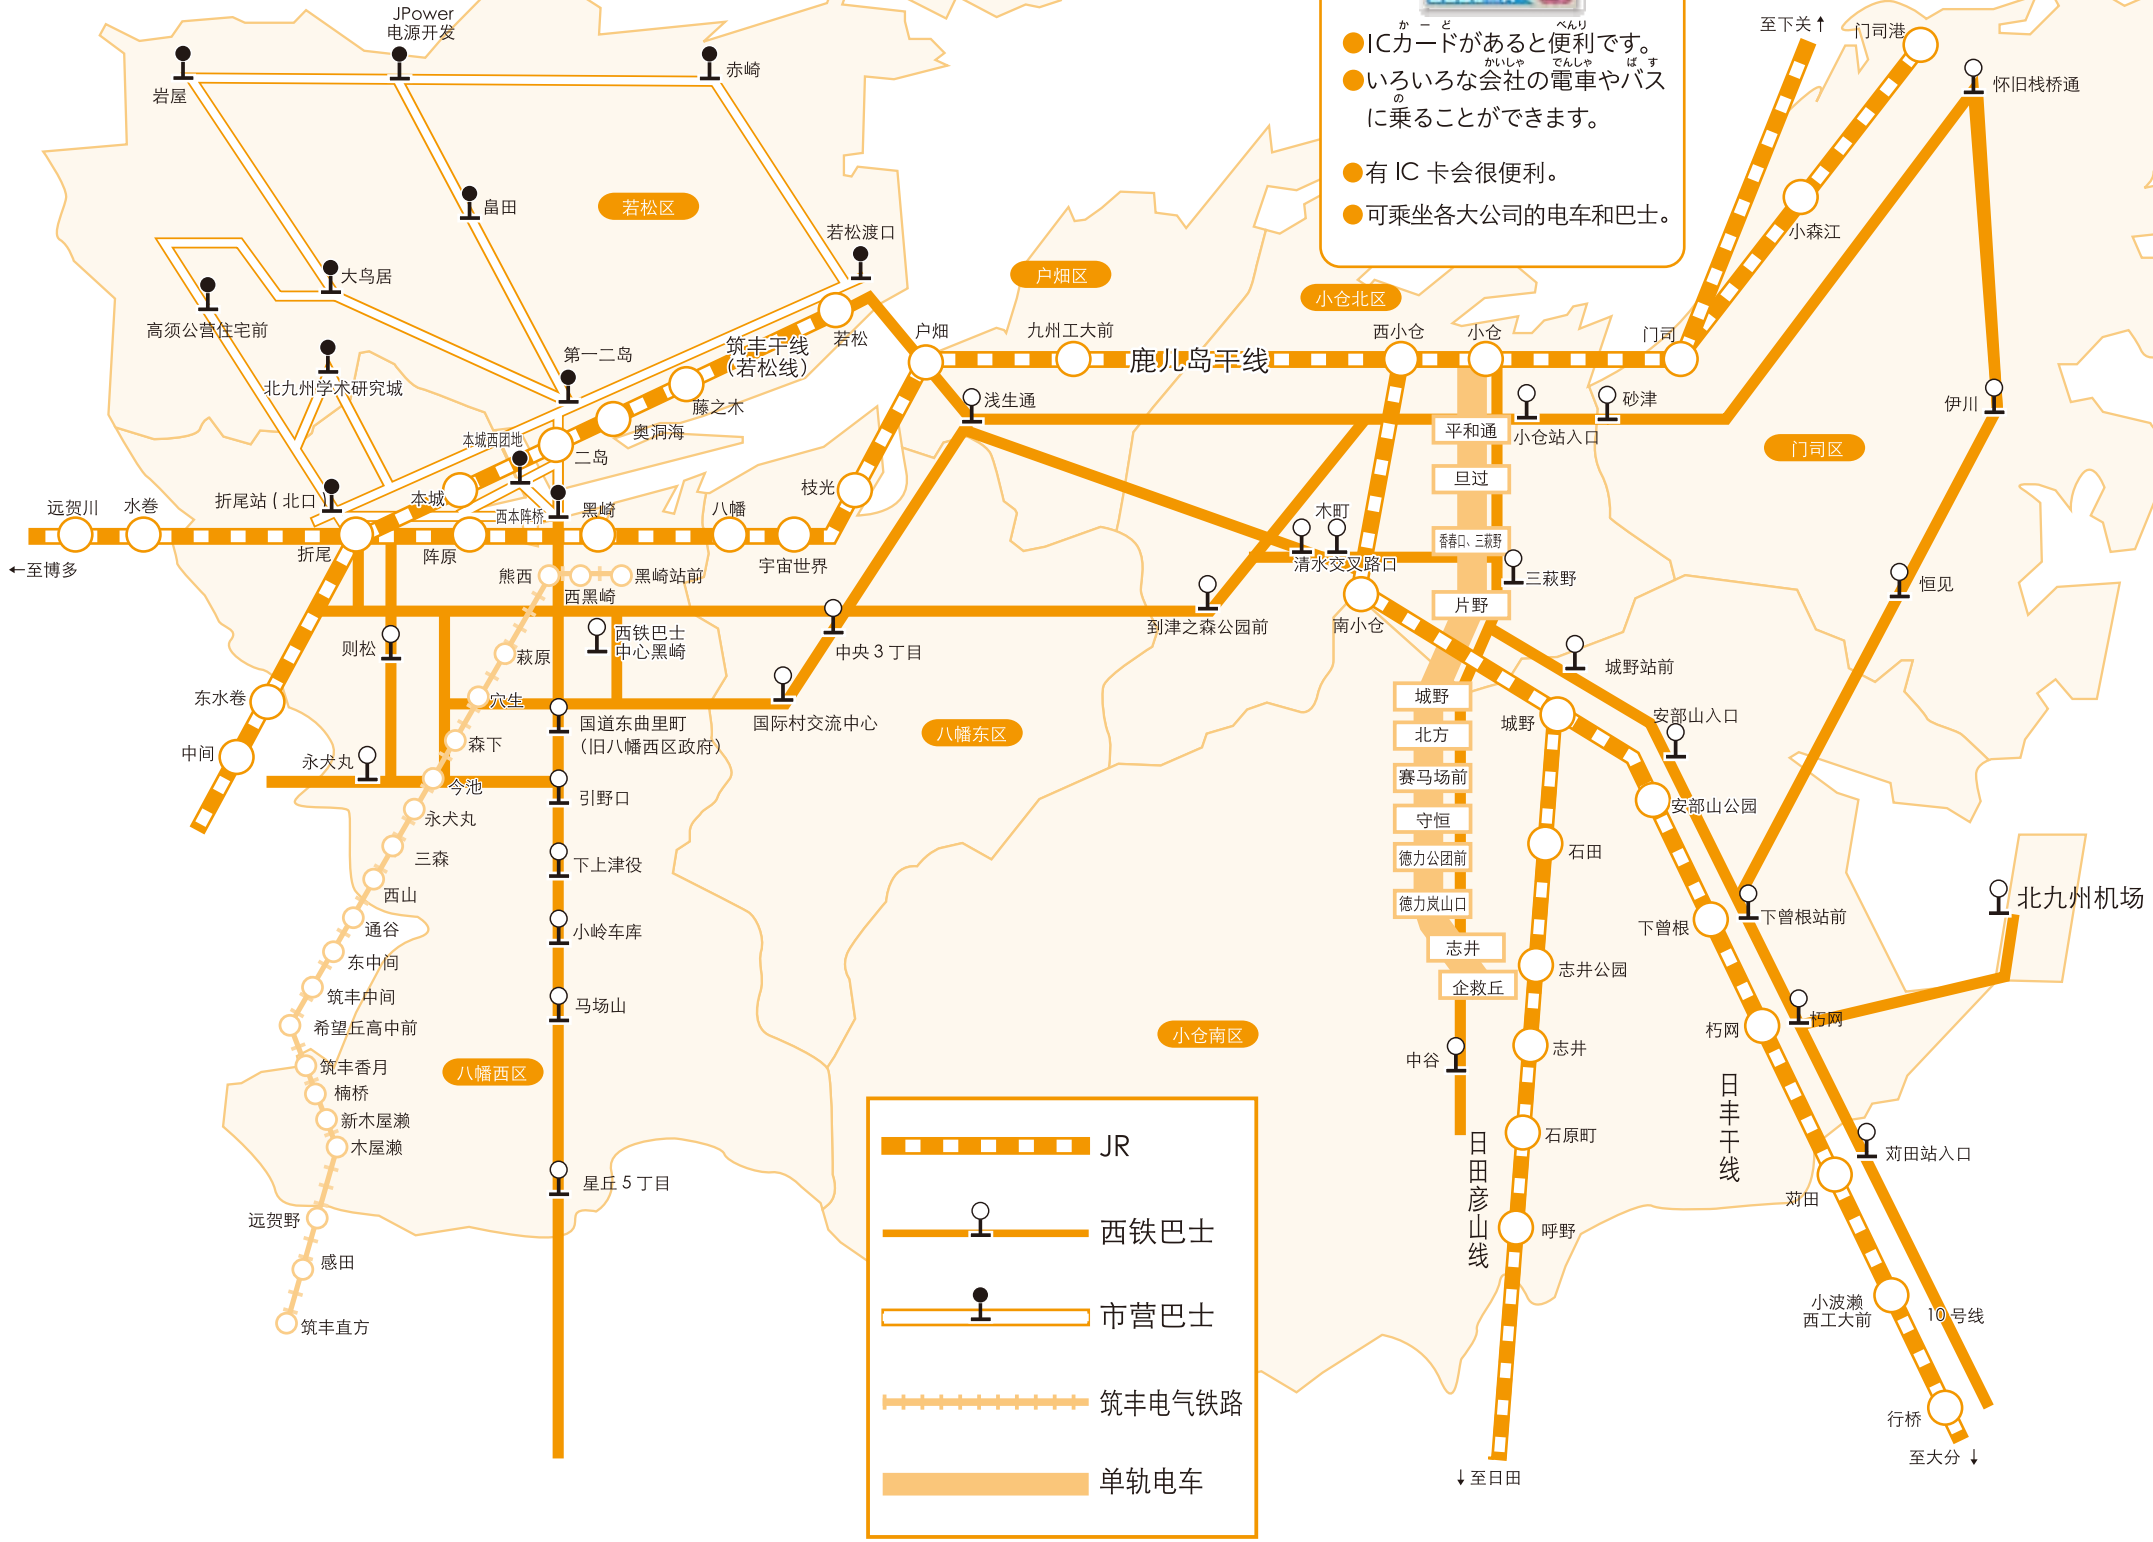 JPower
电源开发
岩屋
赤崎
ICカードがあると便利です。
かーど
べんり
いろいろな会社の電車やバス
かいしゃ
でんしゃ
ばす
に乗ることができます。
の
有 IC 卡会很便利。
可乘坐各大公司的电车和巴士。
至下关↑
门司港
怀旧栈桥通
畠田
若松区
若松渡口
小森江
大鸟居
户畑区
小仓北区
高须公营住宅前
北九州学术研究城
第一二岛
筑丰干线
（若松线）
若松
户畑
九州工大前
鹿儿岛干线
西小仓
小仓
门司
藤之木
浅生通
砂津
伊川
奥洞海
本城西团地
平和通
小仓站入口
门司区
二岛
折尾站（北口）
本城
枝光
旦过
远贺川
水卷
西本阵桥
黑崎
八幡
木町
香春口、三萩野
折尾
阵原
宇宙世界
清水交叉路口
←至博多
熊西
黑崎站前
三萩野
恒见
西黑崎
片野
到津之森公园前
南小仓
则松
西铁巴士
中心黑崎
中央 3 丁目
萩原
城野站前
东水卷
穴生
城野
国道东曲里町
（旧八幡西区政府）
国际村交流中心
八幡东区
城野
安部山入口
森下
北方
中间
永犬丸
今池
引野口
赛马场前
安部山公园
永犬丸
守恒
三森
下上津役
德力公团前
石田
西山
德力岚山口
北九州机场
通谷
小岭车库
下曾根
下曾根站前
东中间
志井
志井公园
筑丰中间
马场山
企救丘
希望丘高中前
朽网
朽网
小仓南区
中谷
志井
筑丰香月
八幡西区
楠桥
新木屋濑
木屋濑
JR
日田彦山线
石原町
日丰干线
苅田站入口
星丘 5 丁目
苅田
远贺野
西铁巴士
呼野
感田
市营巴士
小波濑
西工大前
10 号线
筑丰直方
筑丰电气铁路
行桥
至大分 ↓
单轨电车
↓至日田